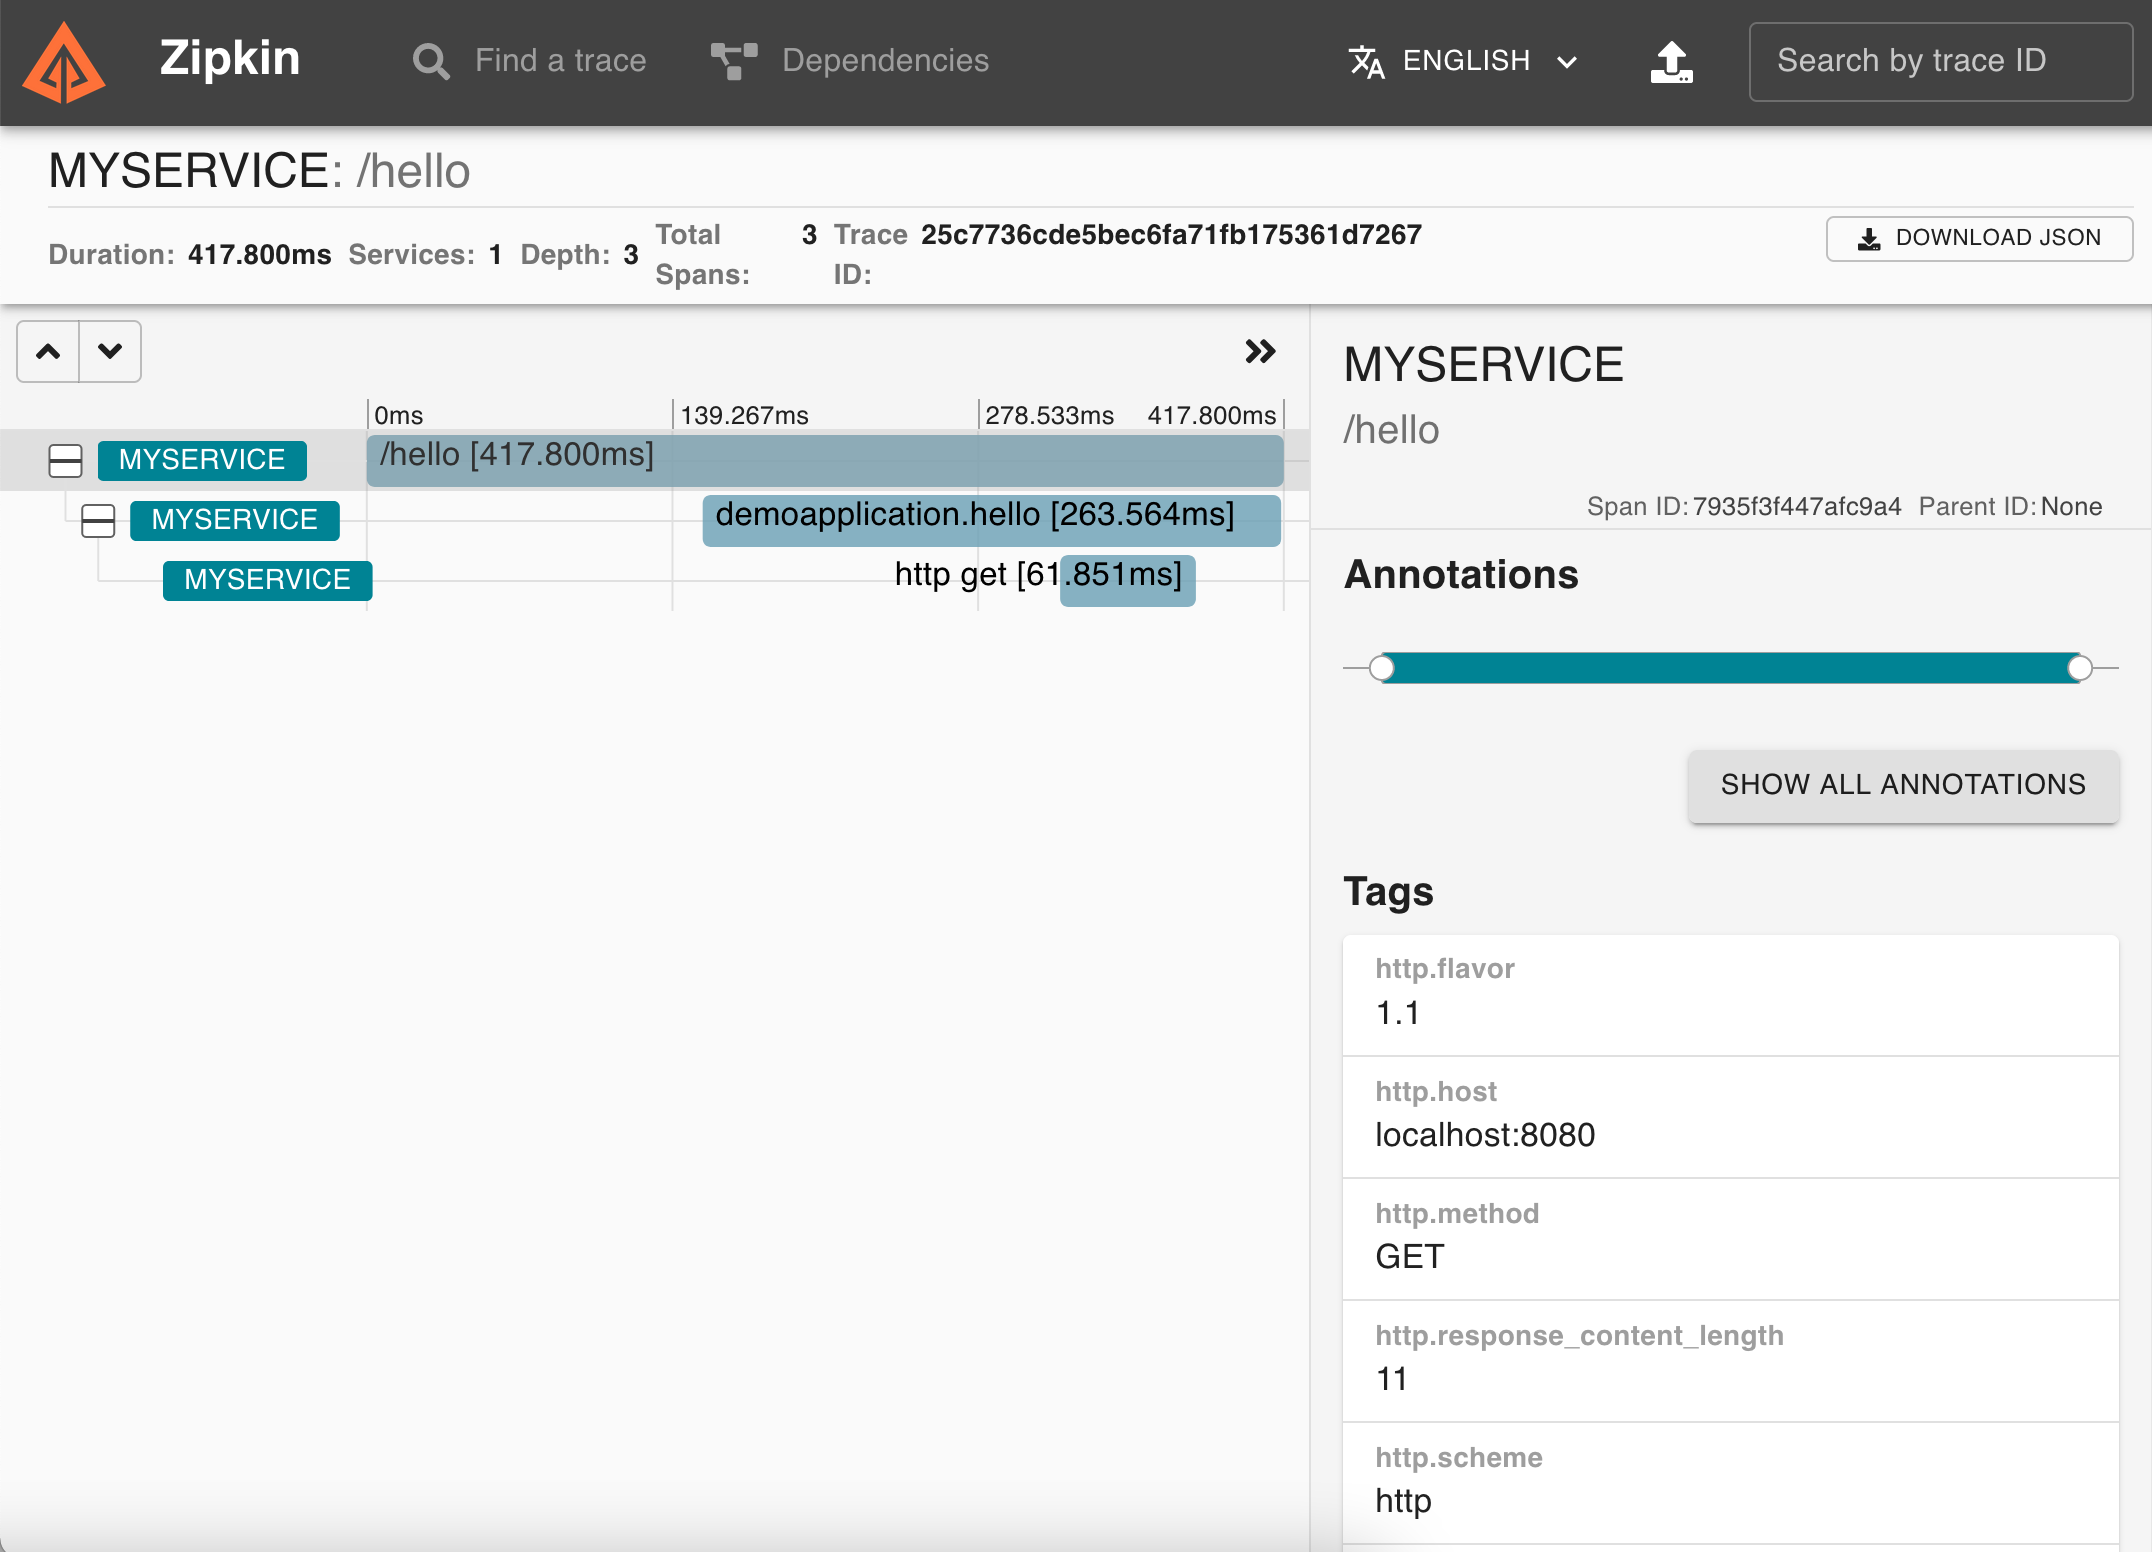 Zipkin
Find a trace
Dependencies
ENGLISH
Search by trace ID
MYSERVICE: /hello
Duration: 417.800ms Services: 1 Depth: 3 Total Spans: 3 Trace ID: 25c7736cde5bec6fa71fb175361d7267
DOWNLOAD JSON
0ms 139.267ms 278.533ms 417.800ms
MYSERVICE /hello [417.800ms]
MYSERVICE demoapplication.hello [263.564ms]
MYSERVICE http get [61.851ms]
MYSERVICE
/hello
Span ID: 7935f3f447afc9a4 Parent ID: None
Annotations
SHOW ALL ANNOTATIONS
Tags
http.flavor
1.1
http.host
localhost:8080
http.method
GET
http.response_content_length
11
http.scheme
http